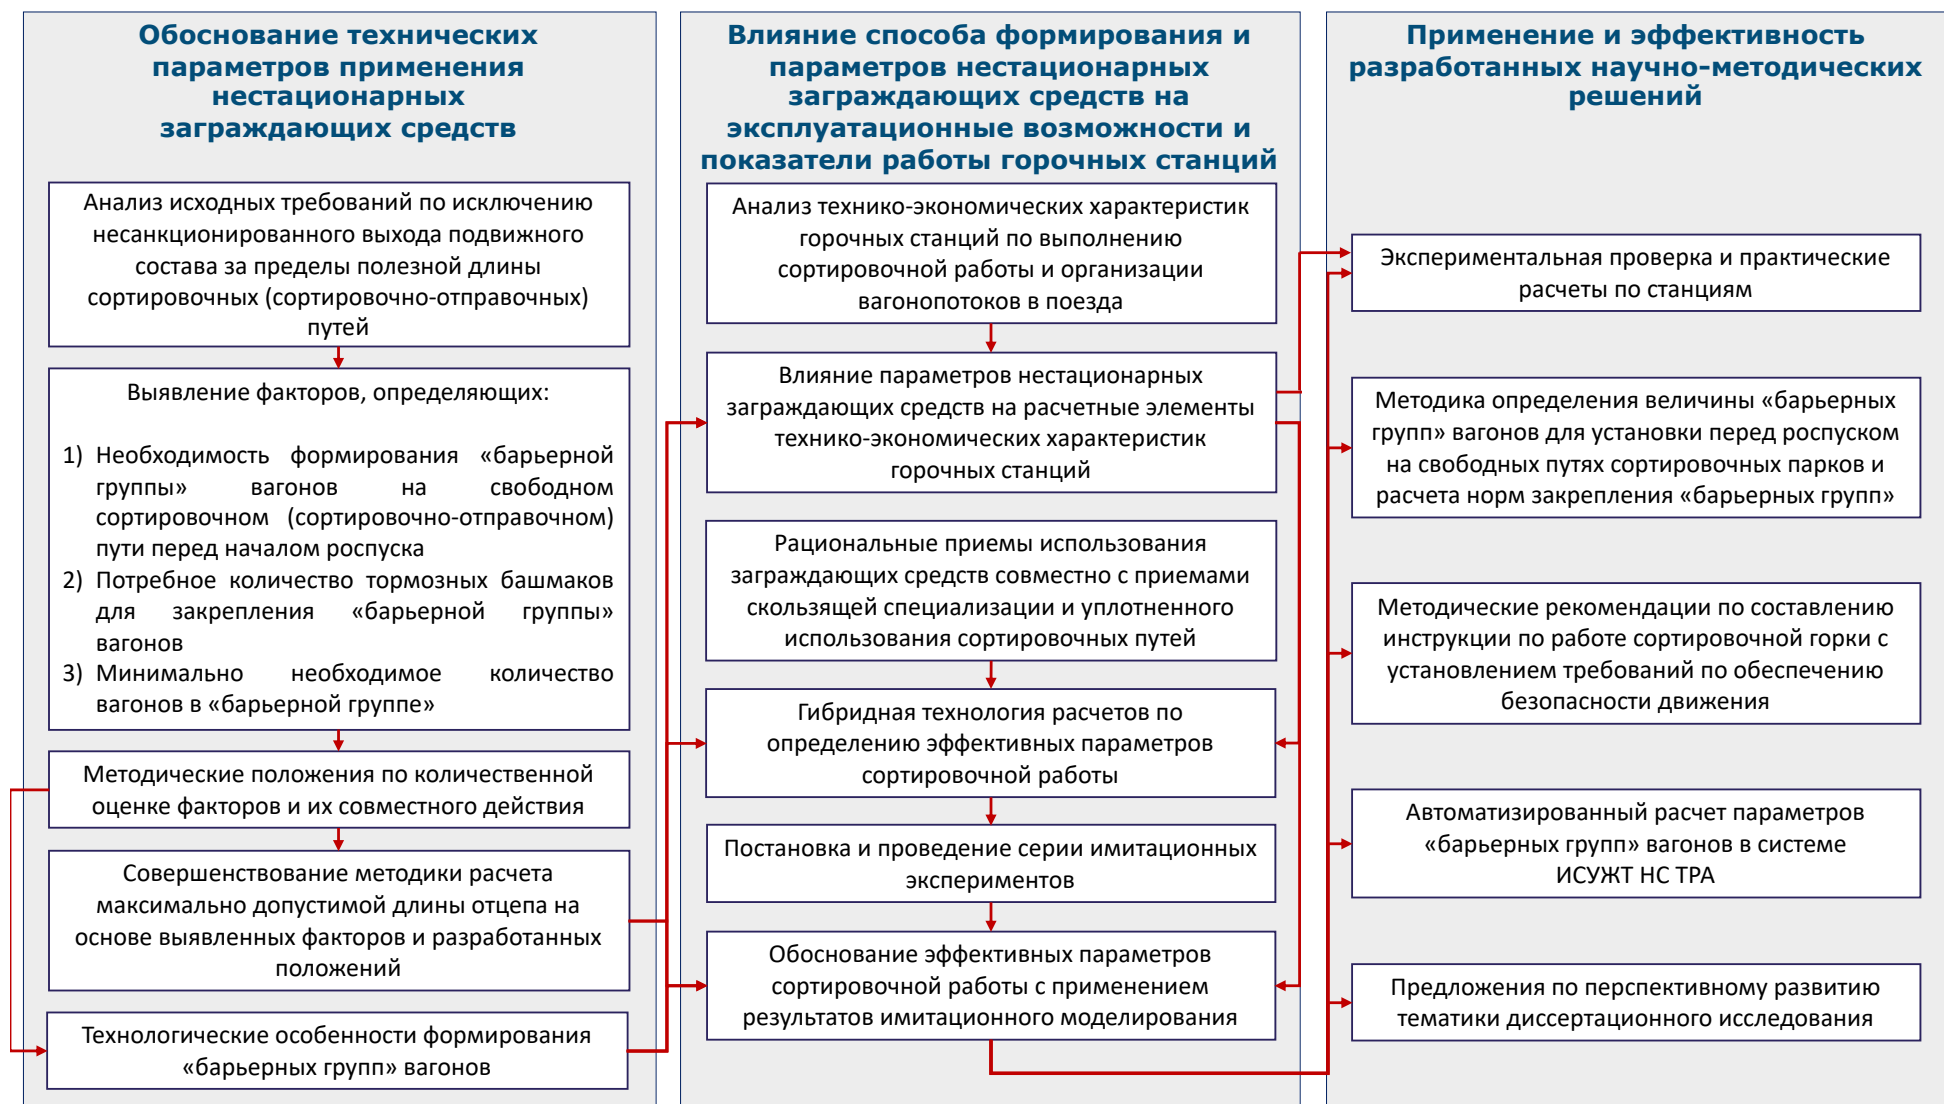 Обоснование технических
параметров применения
нестационарных
заграждающих средств
Анализ исходных требований по исключению
несанкционированного выхода подвижного
состава за пределы полезной длины
сортировочных (сортировочно-отправочных)
путей
Выявление факторов, определяющих:
1) Необходимость формирования «барьерной
группы» вагонов на свободном
сортировочном (сортировочно-отправочном)
пути перед началом роспуска
2) Потребное количество тормозных башмаков
для закрепления «барьерной группы»
вагонов
3) Минимально необходимое количество
вагонов в «барьерной группе»
Методические положения по количественной
оценке факторов и их совместного действия
Совершенствование методики расчета
максимально допустимой длины отцепа на
основе выявленных факторов и разработанных
положений
Технологические особенности формирования
«барьерных групп» вагонов
Влияние способа формирования и
параметров нестационарных
заграждающих средств на
эксплуатационные возможности и
показатели работы горочных станций
Анализ технико-экономических характеристик
горочных станций по выполнению
сортировочной работы и организации
вагонопотоков в поезда
Влияние параметров нестационарных
заграждающих средств на расчетные элементы
технико-экономических характеристик
горочных станций
Рациональные приемы использования
заграждающих средств совместно с приемами
скользящей специализации и уплотненного
использования сортировочных путей
Гибридная технология расчетов по
определению эффективных параметров
сортировочной работы
Постановка и проведение серии имитационных
экспериментов
Обоснование эффективных параметров
сортировочной работы с применением
результатов имитационного моделирования
Применение и эффективность
разработанных научно-методических
решений
Экспериментальная проверка и практические
расчеты по станциям
Методика определения величины «барьерных
групп» вагонов для установки перед роспуском
на свободных путях сортировочных парков и
расчета норм закрепления «барьерных групп»
Методические рекомендации по составлению
инструкции по работе сортировочной горки с
установлением требований по обеспечению
безопасности движения
Автоматизированный расчет параметров
«барьерных групп» вагонов в системе
ИСУЖТ НС ТРА
Предложения по перспективному развитию
тематики диссертационного исследования